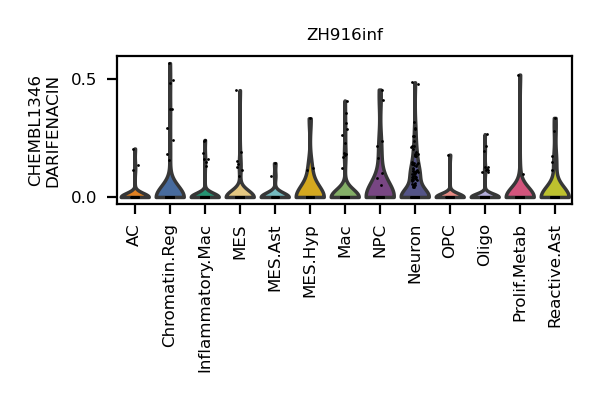 ZH916inf
CHEMBL1346
DARIFENACIN
0.5
0.0
AC
Chromatin.Reg
Inflammatory.Mac
MES
MES.Ast
MES.Hyp
Mac
NPC
Neuron
OPC
Oligo
Prolif.Metab
Reactive.Ast